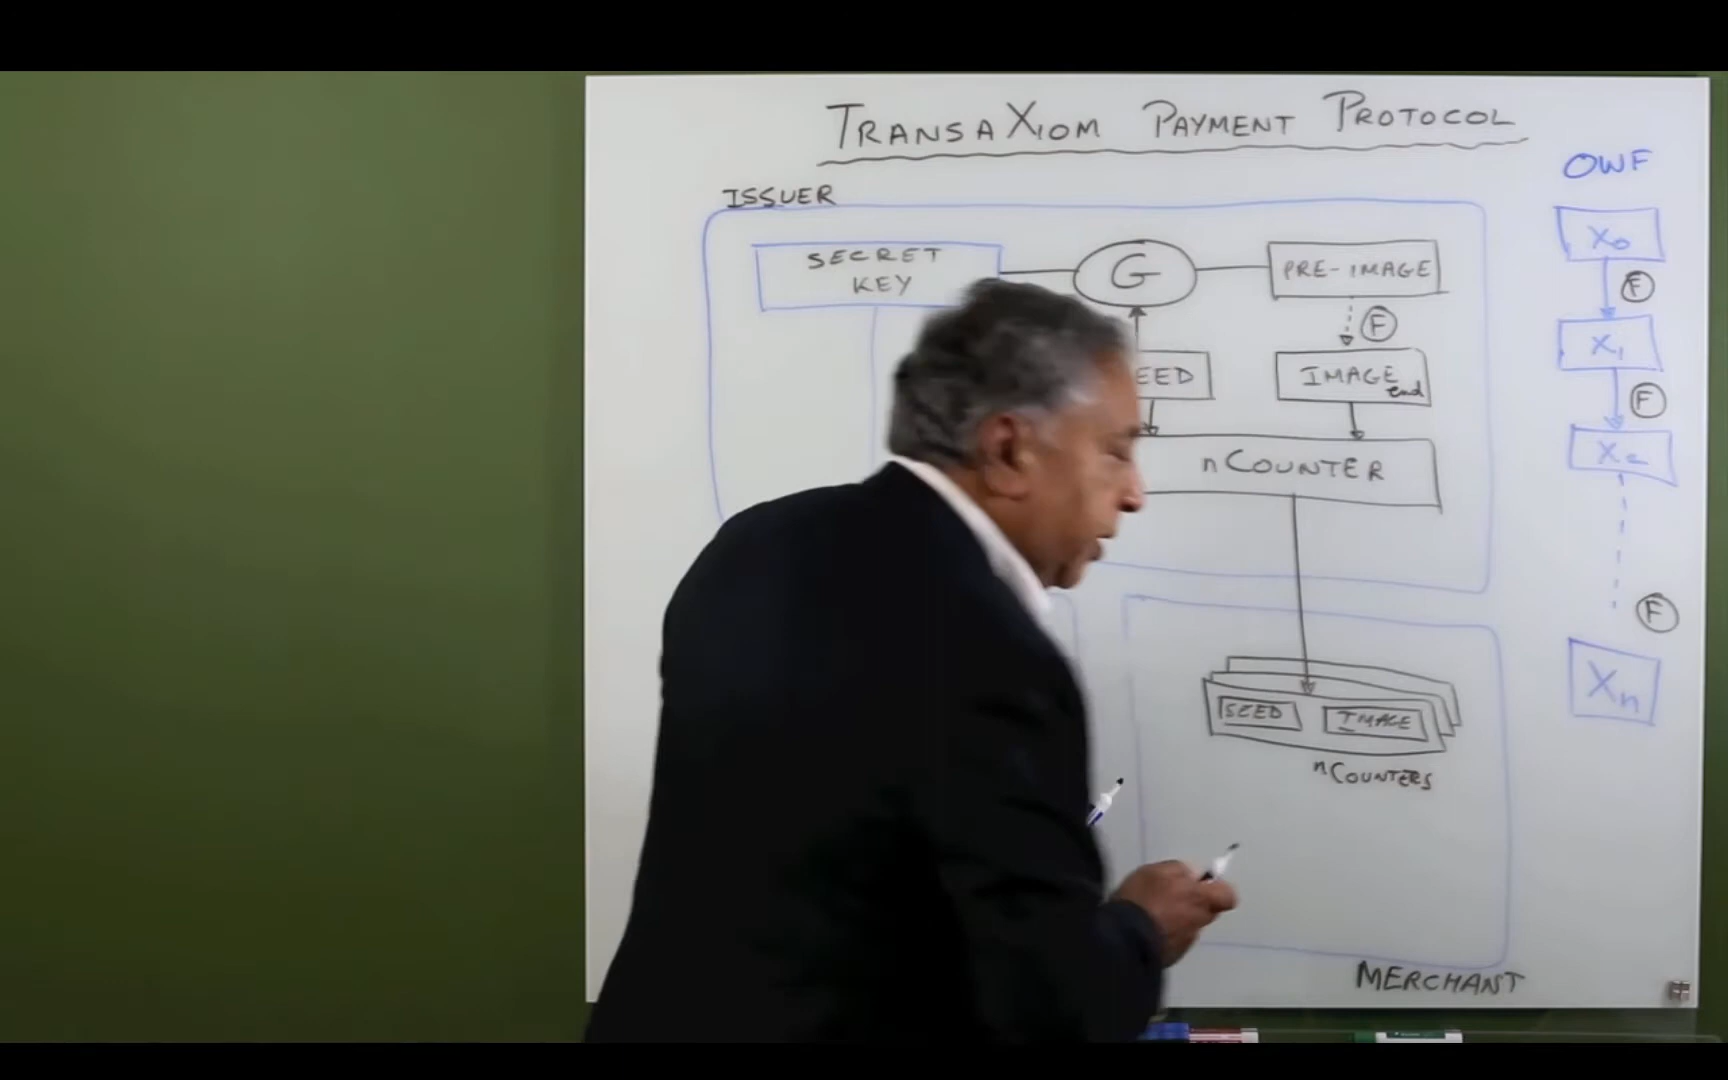 TRANSAXIOM PAYMENT PROTOCOL
OWF
ISSUER
SECRET
KEY
G
PRE-IMAGE
X0
F
F
X1
EED
IMAGE end
F
nCOUNTER
F
SEED
IMAGE
Xn
nCOUNTERS
MERCHANT